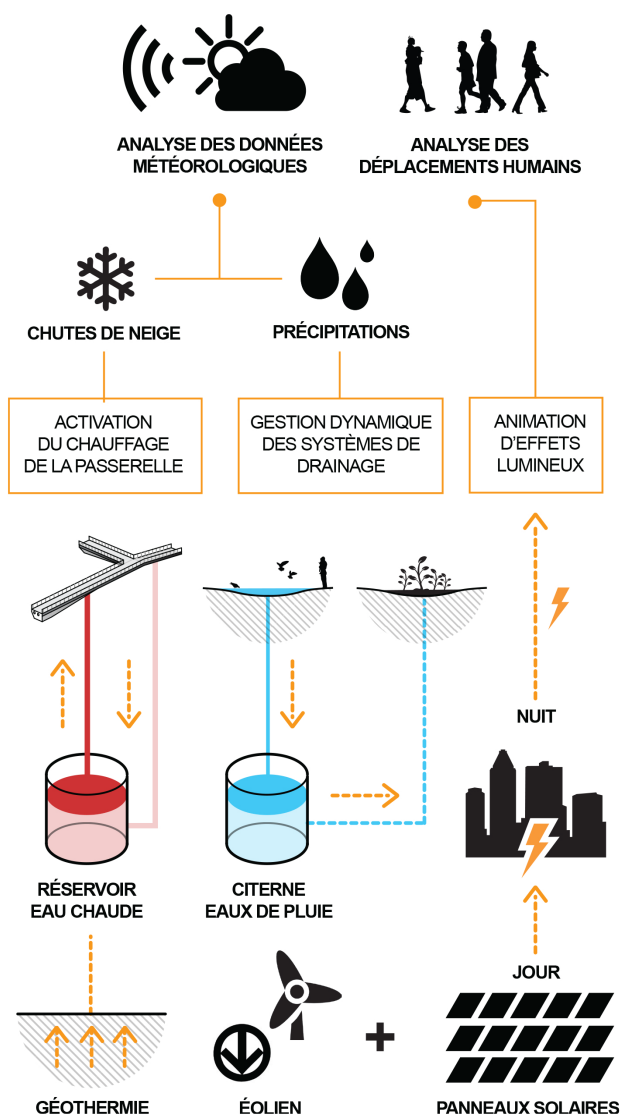 ANALYSE DES DONNÉES
MÉTÉOROLOGIQUES
ANALYSE DES
DÉPLACEMENTS HUMAINS
CHUTES DE NEIGE
PRÉCIPITATIONS
ACTIVATION
DU CHAUFFAGE
DE LA PASSERELLE
GESTION DYNAMIQUE
DES SYSTÈMES DE
DRAINAGE
ANIMATION
D'EFFETS
LUMINEUX
NUIT
RÉSERVOIR
EAU CHAUDE
CITERNE
EAUX DE PLUIE
JOUR
GÉOTHERMIE
ÉOLIEN
PANNEAUX SOLAIRES